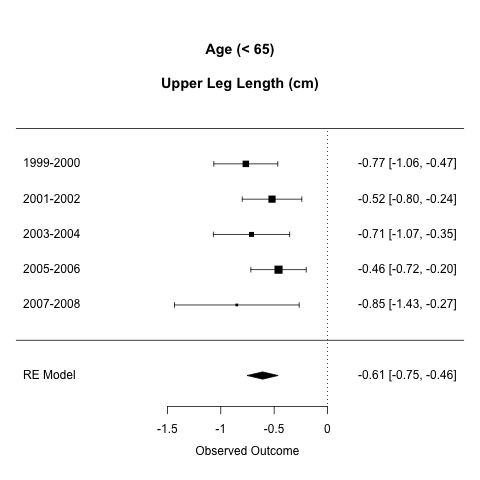 Age (< 65)
Upper Leg Length (cm)
1999-2000 -0.77 [-1.06, -0.47]
2001-2002 -0.52 [-0.80, -0.24]
2003-2004 -0.71 [-1.07, -0.35]
2005-2006 -0.46 [-0.72, -0.20]
2007-2008 -0.85 [-1.43, -0.27]
RE Model -0.61 [-0.75, -0.46]
-1.5 -1 -0.5 0
Observed Outcome